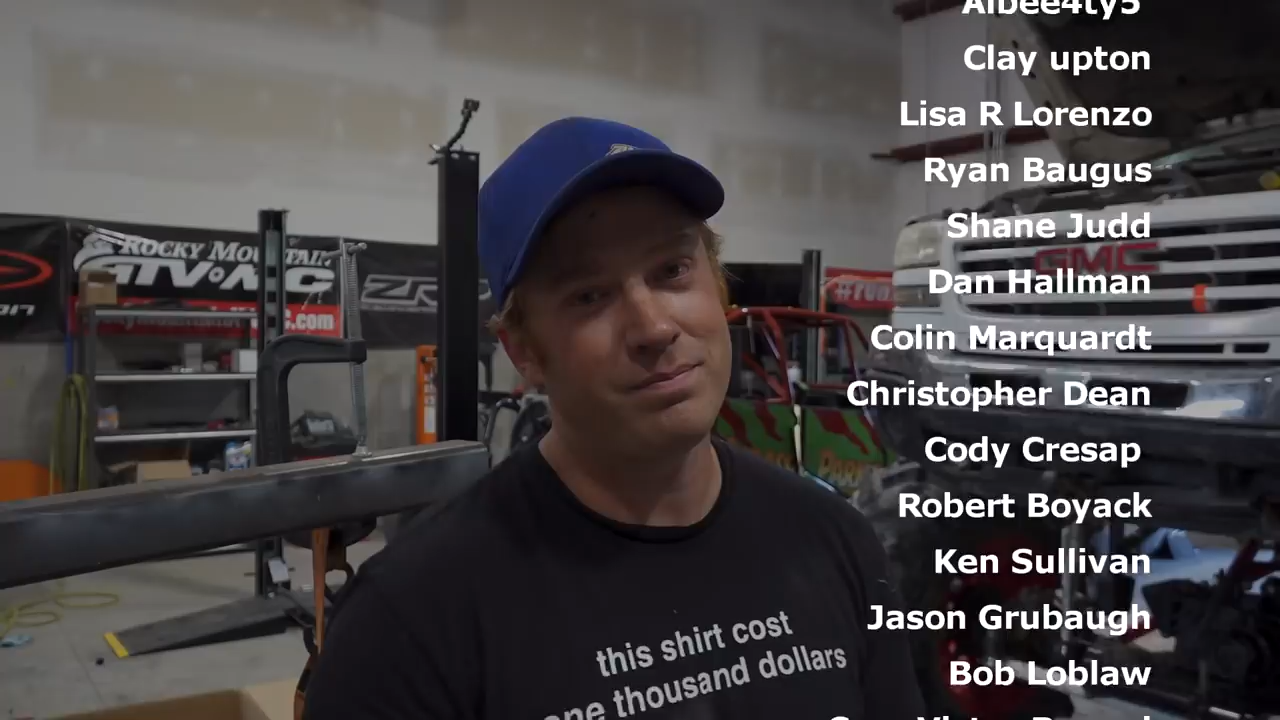 Albee4ty5
Clay upton
Lisa R Lorenzo
Ryan Baugus
Shane Judd
Dan Hallman
Colin Marquardt
Christopher Dean
Cody Cresap
Robert Boyack
Ken Sullivan
Jason Grubaugh
Bob Loblaw
ROCKY MOUNTAIN
ATV MC
GMC
this shirt cost
one thousand dollars